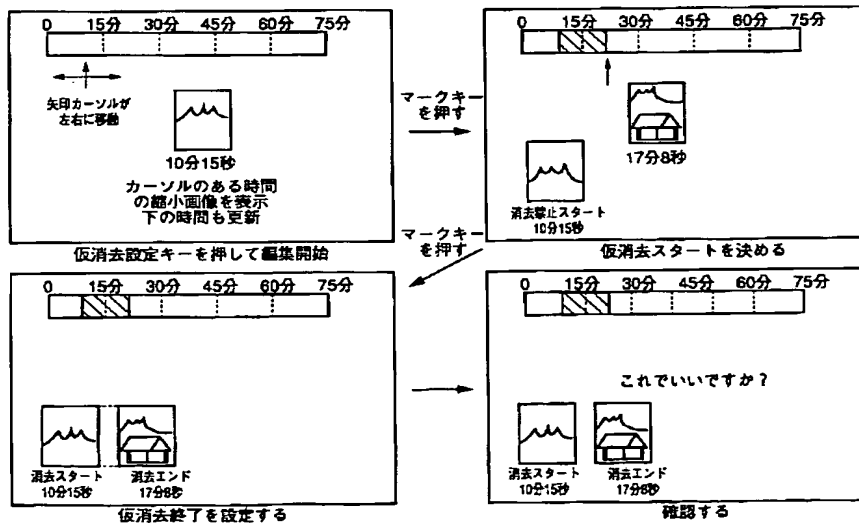 0 15分 30分 45分 60分 75分
矢印カーソルが
左右に移動
10分15秒
カーソルのある時間
の縮小画像を表示
下の時間も更新
仮消去設定キーを押して編集開始
マークキー
を押す
0 15分 30分 45分 60分 75分
17分8秒
消去禁止スタート
10分15秒
仮消去スタートを決める
マークキー
を押す
0 15分 30分 45分 60分 75分
消去スタート 消去エンド
10分15秒 17分8秒
仮消去終了を設定する
0 15分 30分 45分 60分 75分
これでいいですか?
消去スタート 消去エンド
10分15秒 17分8秒
確認する